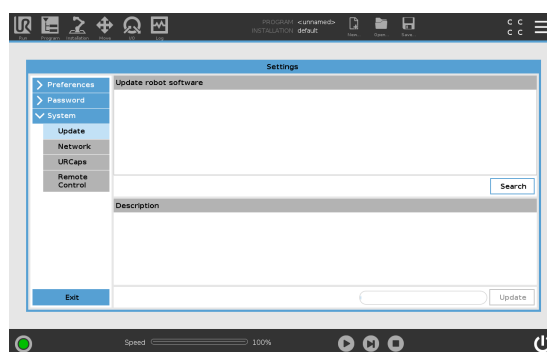 PROGRAM <unnamed>
INSTALLATION default
Run Program Installation Move I/O Log New... Open... Save...
C C
C C
Settings
Preferences
Password
System
Update
Network
URCaps
Remote
Control
Exit
Update robot software
Search
Description
Update
Speed 100%